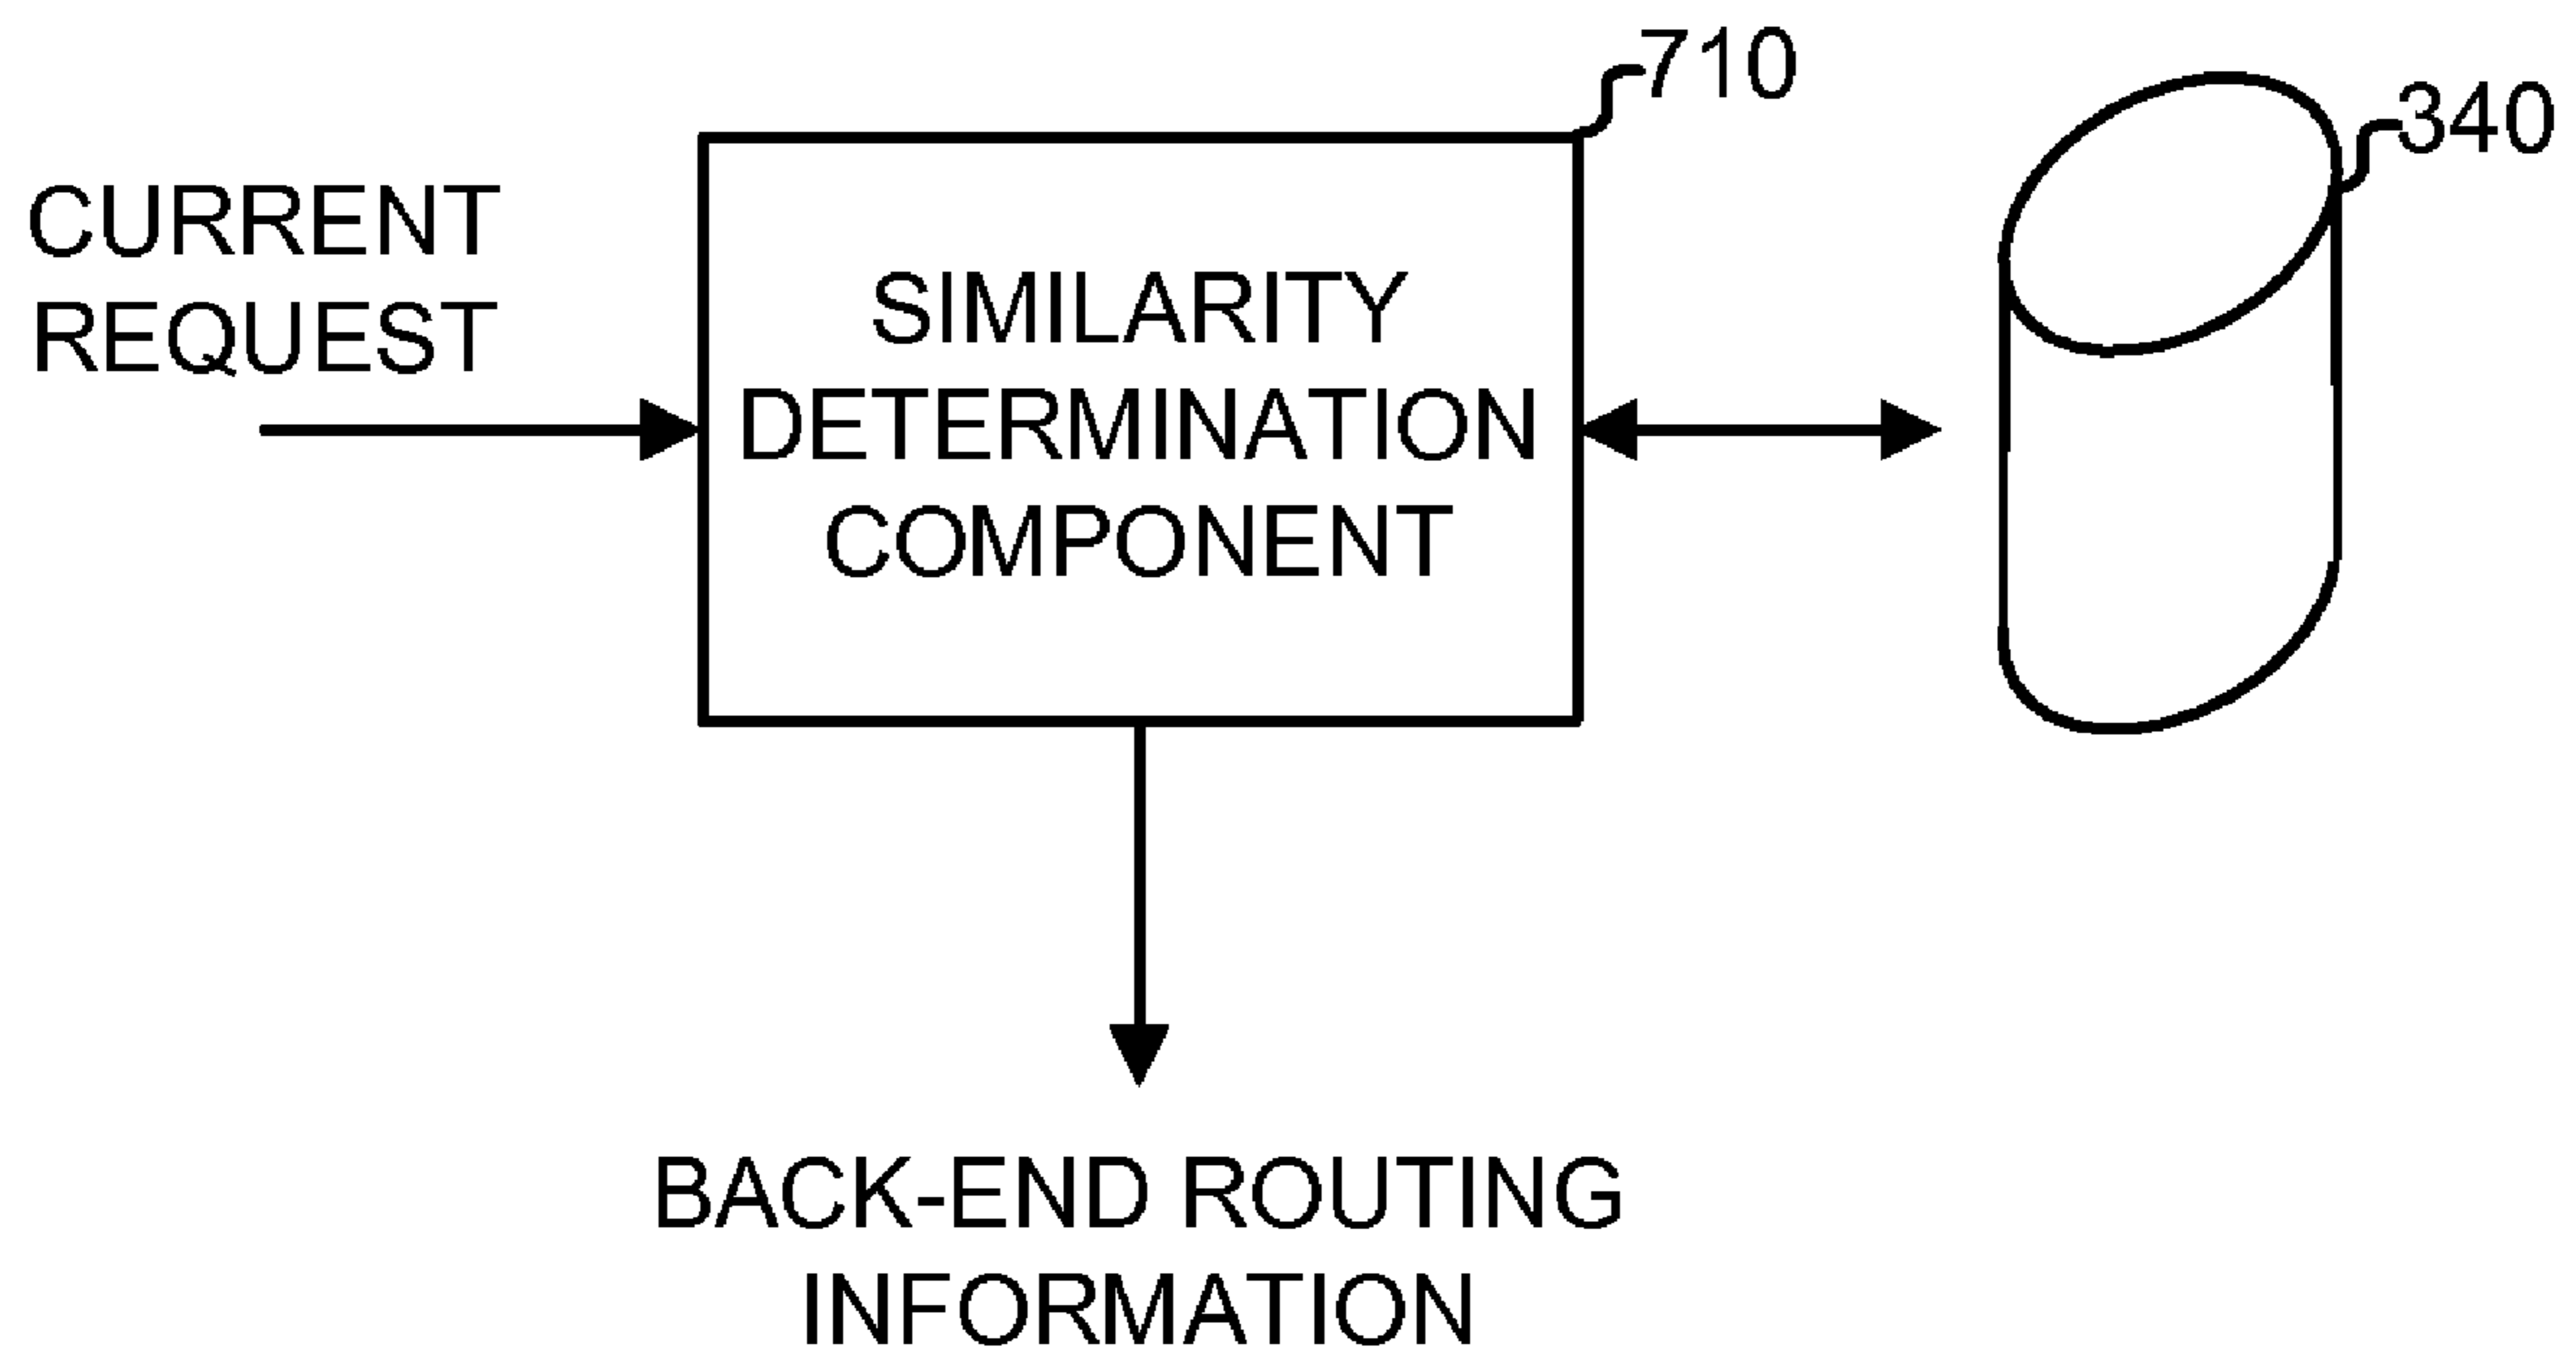 710
340
CURRENT
REQUEST
SIMILARITY
DETERMINATION
COMPONENT
BACK-END ROUTING
INFORMATION